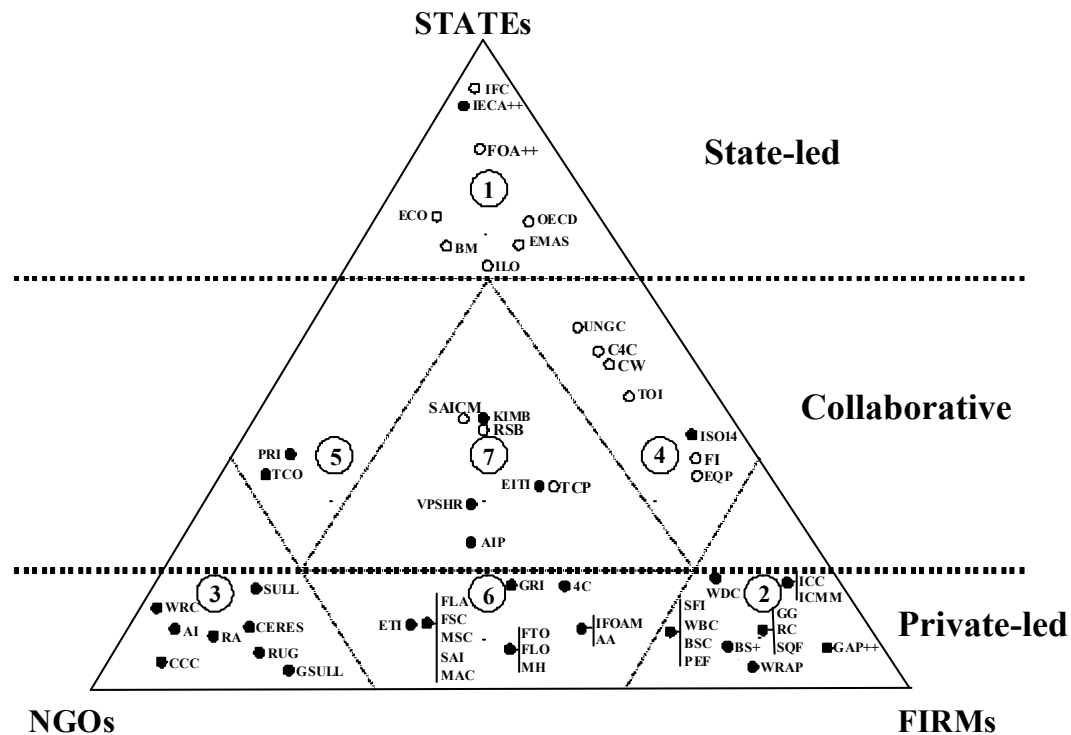 STATEs
IFC
IECA++
State-led
FOA++
1
ECO
OECD
BM
EMAS
ILO
UNGC
C4C
CW
TOI
Collaborative
SAICM
KIMB
RSB
ISO14
PRI
5
7
4
FI
TCO
EQP
EITI
TCP
VPSHR
AIP
3
SULL
6
GRI
4C
WDC
2
ICC
ICMM
WRC
AI
RA
CERES
RUG
CCC
GSULL
ETI
FLA
FSC
MSC
SAI
MAC
FTO
FLO
MH
IFOAM
AA
SFI
WBC
BSC
PEF
BS+
WRAP
GG
RC
SQF
GAP++
Private-led
NGOs
FIRMs